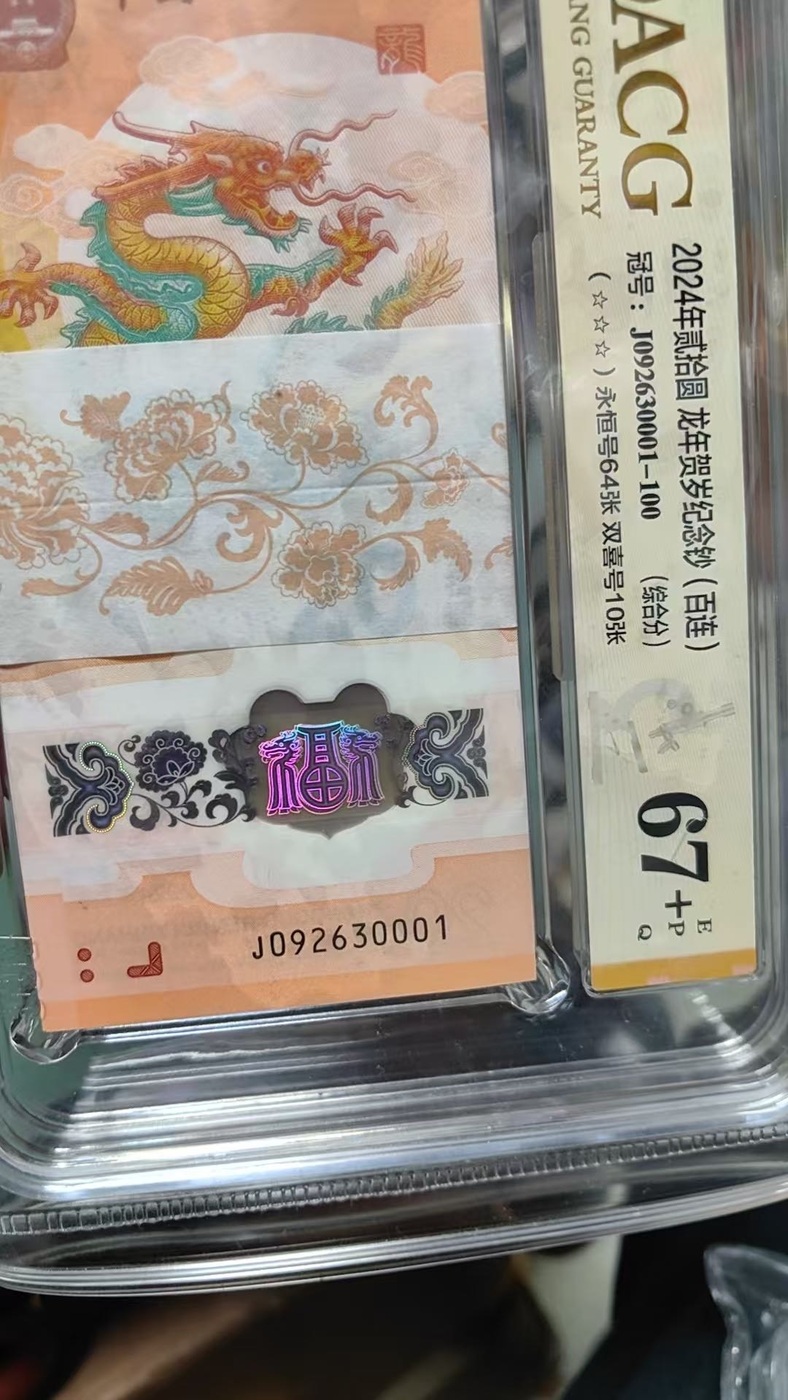 ACG
NG GUARANTY
2024年贰拾圆 龙年贺岁纪念钞（百连）
冠号：J092630001-100 （综合分）
（☆☆☆）永恒号64张 双喜号10张
67+
E
P
Q
J092630001